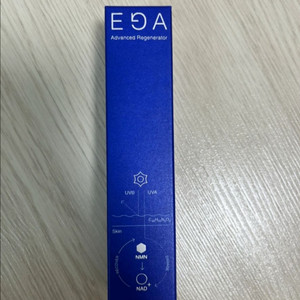 EGA
Advanced Regenerator
UVB
UVA
Skin
NMN
NAD+